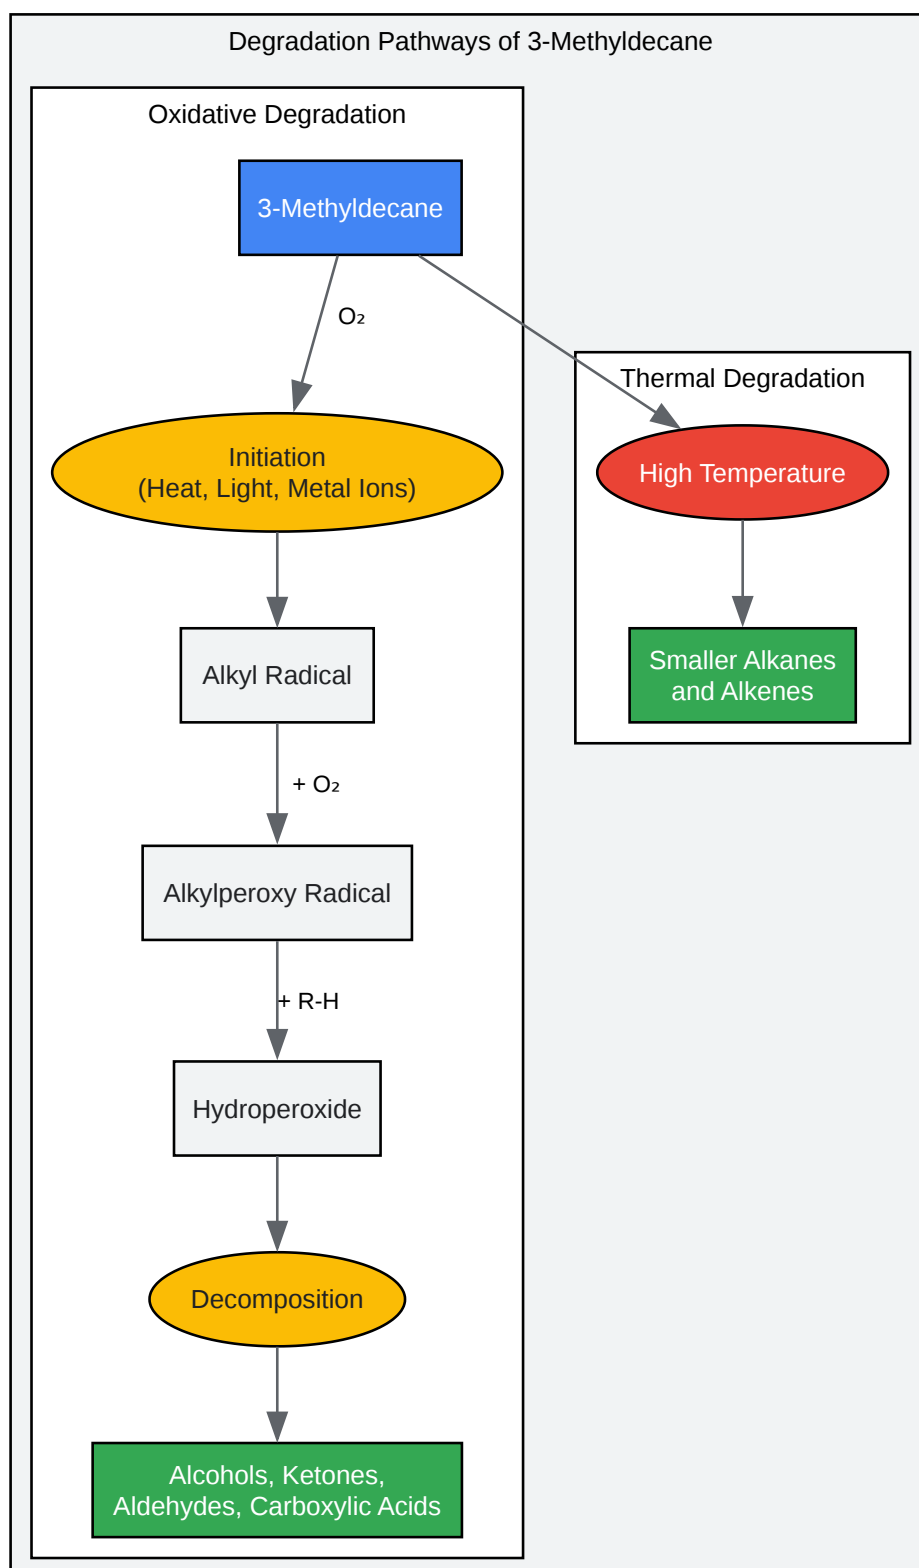 Degradation Pathways of 3-Methyldecane
Oxidative Degradation
3-Methyldecane
O₂
Initiation
(Heat, Light, Metal Ions)
Alkyl Radical
+ O₂
Alkylperoxy Radical
+ R-H
Hydroperoxide
Decomposition
Alcohols, Ketones,
Aldehydes, Carboxylic Acids
Thermal Degradation
High Temperature
Smaller Alkanes
and Alkenes